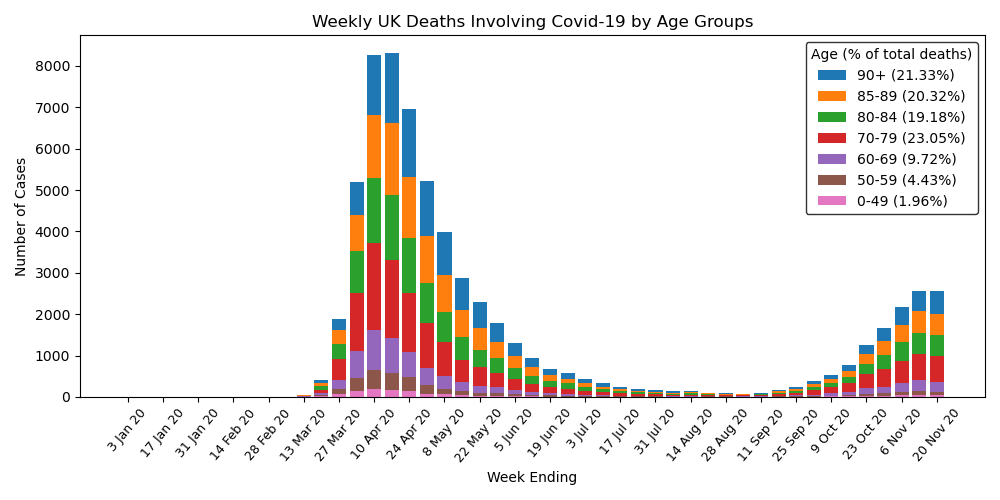 Weekly UK Deaths Involving Covid-19 by Age Groups
Number of Cases
8000
7000
6000
5000
4000
3000
2000
1000
0
Age (% of total deaths)
90+ (21.33%)
85-89 (20.32%)
80-84 (19.18%)
70-79 (23.05%)
60-69 (9.72%)
50-59 (4.43%)
0-49 (1.96%)
3 Jan 20
17 Jan 20
31 Jan 20
14 Feb 20
28 Feb 20
13 Mar 20
27 Mar 20
10 Apr 20
24 Apr 20
8 May 20
22 May 20
5 Jun 20
19 Jun 20
3 Jul 20
17 Jul 20
31 Jul 20
14 Aug 20
28 Aug 20
11 Sep 20
25 Sep 20
9 Oct 20
23 Oct 20
6 Nov 20
20 Nov 20
Week Ending